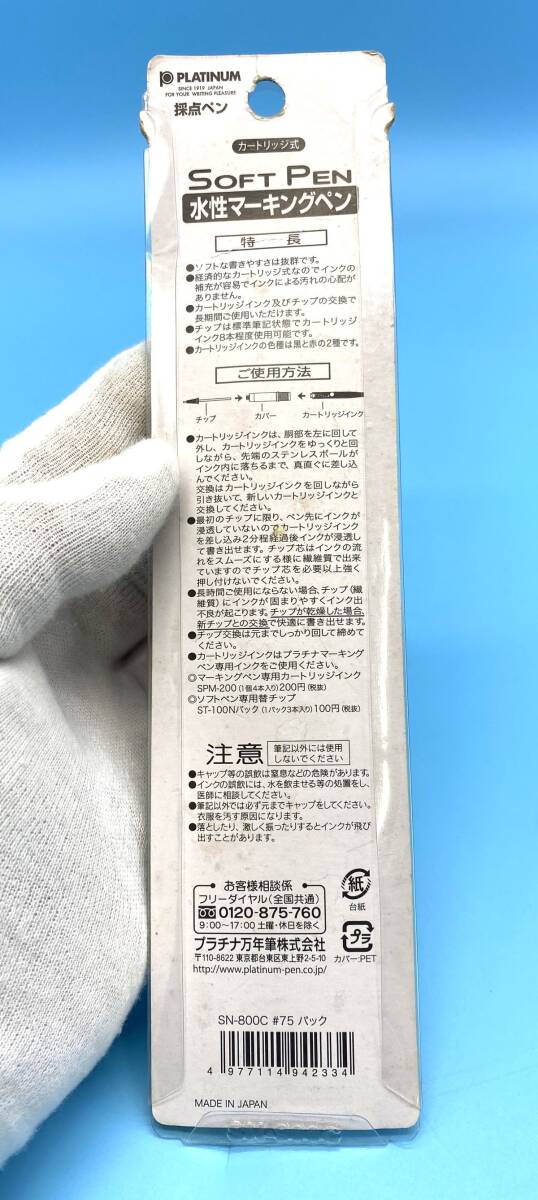 PLATINUM
SINCE 1919 JAPAN
FOR YOUR WRITING PLEASURE
採点ペン
カートリッジ式
SOFT PEN
水性マーキングペン
特長
●ソフトな書きやすさは抜群です。
●経済的なカートリッジ式なのでインクの
補充が容易でインクによる汚れの心配が
ありません。
●カートリッジインク及びチップの交換で
長期間ご使用いただけます。
●チップは標準筆記状態でカートリッジ
インク8本程度使用可能です。
●カートリッジインクの色種は黒と赤の2種です。
ご使用方法
チップ カバー カートリッジインク
●カートリッジインクは、胴部を左に回して
外し、カートリッジインクをゆっくりと回
しながら、先端のステンレスボールが
インク内に落ちるまで、真直ぐに差し込
んでください。
交換はカートリッジインクを回しながら
引き抜いて、新しいカートリッジインクと
交換してください。
●最初のチップに限り、ペン先にインクが
浸透していないのでカートリッジインク
を差し込み2分程経過後インクが浸透し
て書き出せます。チップ芯はインクの流
れをスムーズにする様に繊維質で出来
ていますのでチップ芯を必要以上強く
押し付けないでください。
●長時間ご使用にならない場合、チップ(繊
維質)にインクが固まりやすくインク出
不良が起こります。チップが乾燥した場合、
新チップとの交換で快適に書き出せます。
●チップ交換は元までしっかり回して締めて
ください。
●カートリッジインクはプラチナマーキング
ペン専用インクをご使用ください。
◎マーキングペン専用カートリッジインク
SPM-200(1個4本入り)200円(税抜)
◎ソフトペン専用替チップ
ST-100Nパック(1パック3本入り)100円(税抜)
注意 筆記以外には使用
しないでください
●キャップ等の誤飲は窒息などの危険があります。
●インクの誤飲には、水を飲ませる等の処置をし、
医師に相談してください。
●筆記以外では必ず元までキャップをしてください。
衣服を汚す原因になります。
●落としたり、激しく振ったりするとインクが飛び
出すことがあります。
お客様相談係
フリーダイヤル(全国共通)
0120-875-760
9:00〜17:00 土曜・休日を除く
プラチナ万年筆株式会社
〒110-8622 東京都台東区東上野2-5-10
http://www.platinum-pen.co.jp/
紙
台紙
プラ
カバー:PET
SN-800C #75 パック
4 977114 942334
MADE IN JAPAN